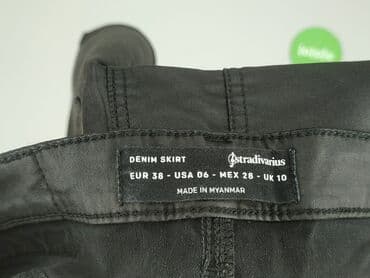 DENIM SKIRT
stradivarius
EUR 38 - USA 06 - MEX 28 - UK 10
MADE IN MYANMAR